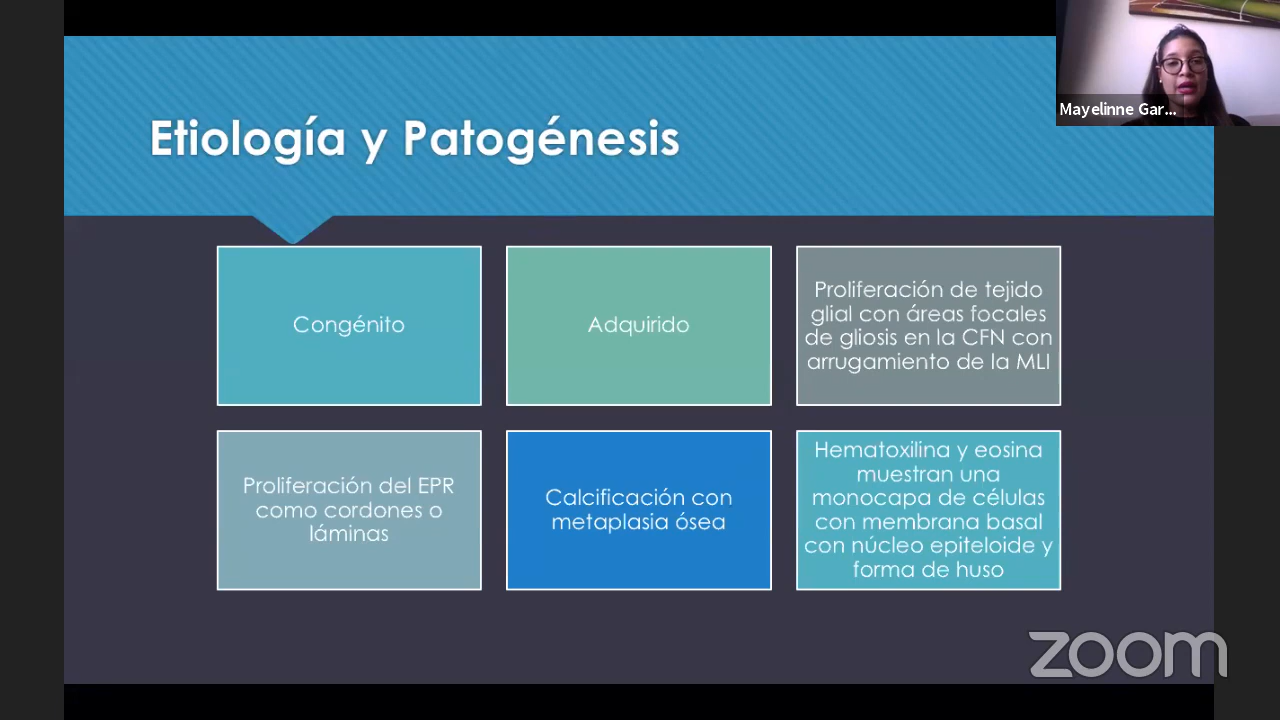 Mayelinne Gar...
Etiología y Patogénesis
Congénito
Adquirido
Proliferación de tejido
glial con áreas focales
de gliosis en la CFN con
arrugamiento de la MLI
Proliferación del EPR
como cordones o
láminas
Calcificación con
metaplasia ósea
Hematoxilina y eosina
muestran una
monocapa de células
con membrana basal
con núcleo epiteloide y
forma de huso
zoom